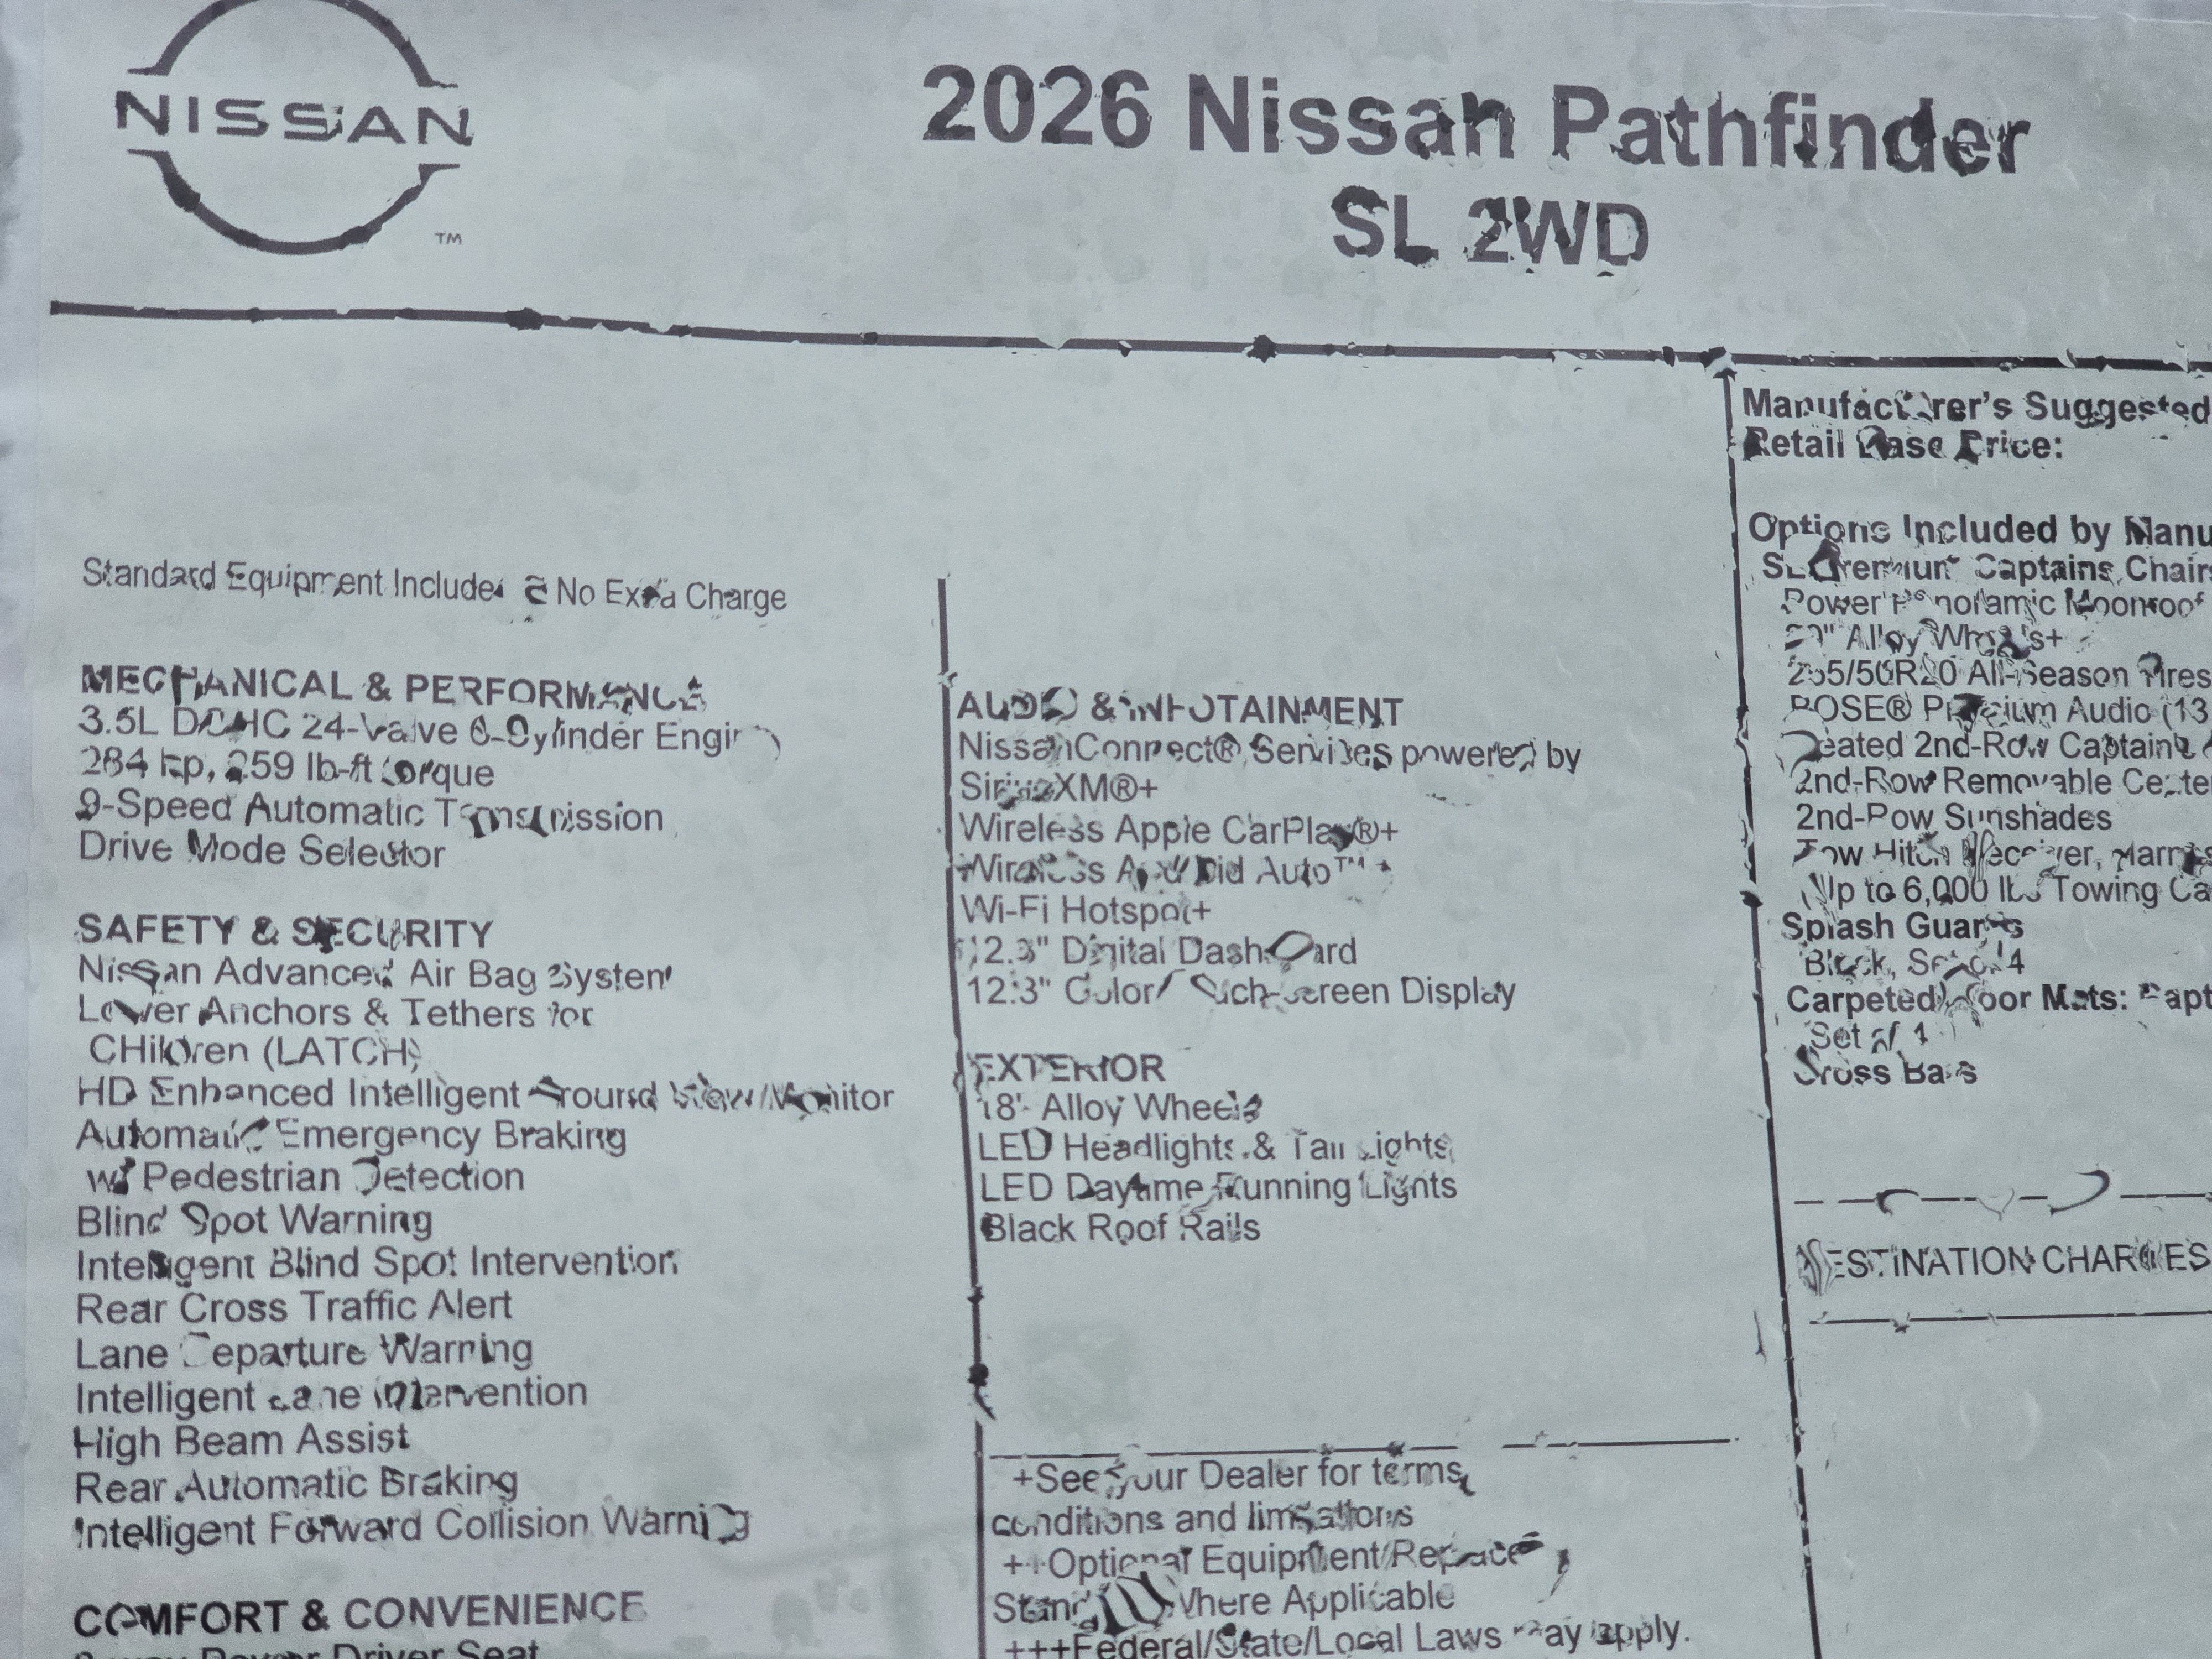 NISSAN
TM
2026 Nissan Pathfinder
SL 2WD
Standard Equipment Included No Extra Charge
MECHANICAL & PERFORMANCE
3.5L DOHC 24-Valve 6-Cylinder Engine
284 hp, 259 lb-ft torque
9-Speed Automatic Transmission
Drive Mode Selector
SAFETY & SECURITY
Nissan Advanced Air Bag System
Lower Anchors & Tethers for
CHildren (LATCH)
HD Enhanced Intelligent Around View Monitor
Automatic Emergency Braking
w/ Pedestrian Detection
Blind Spot Warning
Intelligent Blind Spot Intervention
Rear Cross Traffic Alert
Lane Departure Warning
Intelligent Lane Intervention
High Beam Assist
Rear Automatic Braking
Intelligent Forward Collision Warning
COMFORT & CONVENIENCE
Power Driver Seat
AUDIO & INFOTAINMENT
NissanConnect® Services powered by
SiriusXM®+
Wireless Apple CarPlay®+
Wireless Android Auto™+
Wi-Fi Hotspot+
12.3" Digital Dashboard
12.3" Color Touch-screen Display
EXTERIOR
18" Alloy Wheels
LED Headlights & Tail Lights
LED Daytime Running Lights
Black Roof Rails
+See your Dealer for terms,
conditions and limitations
++Optional Equipment Replaces
Standard Where Applicable
+++Federal/State/Local Laws may apply.
Manufacturer's Suggested
Retail Base Price:
Options Included by Manu
SL Premium Captains Chairs
Power Panoramic Moonroof
20" Alloy Wheels+
255/50R20 All-Season Tires
BOSE® Premium Audio (13
Heated 2nd-Row Captain's
2nd-Row Removable Center
2nd-Row Sunshades
Tow Hitch Receiver, Harness
Up to 6,000 lbs Towing Ca
Splash Guards
Black, Set of 4
Carpeted Floor Mats: Capt
Set of 4
Cross Bars
DESTINATION CHARGES